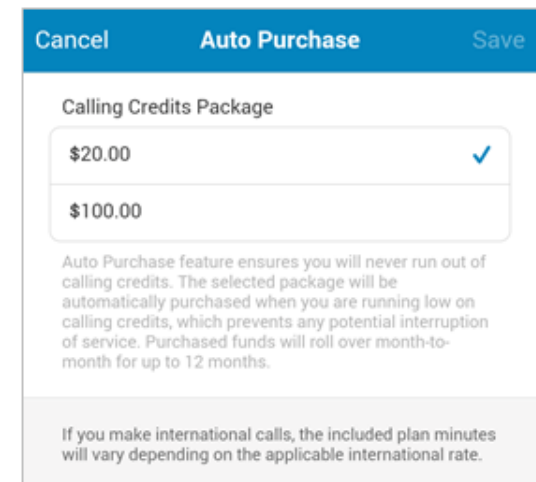 Cancel Auto Purchase Save
Calling Credits Package
$20.00
$100.00
Auto Purchase feature ensures you will never run out of
calling credits. The selected package will be
automatically purchased when you are running low on
calling credits, which prevents any potential interruption
of service. Purchased funds will roll over month-to-
month for up to 12 months.
If you make international calls, the included plan minutes
will vary depending on the applicable international rate.